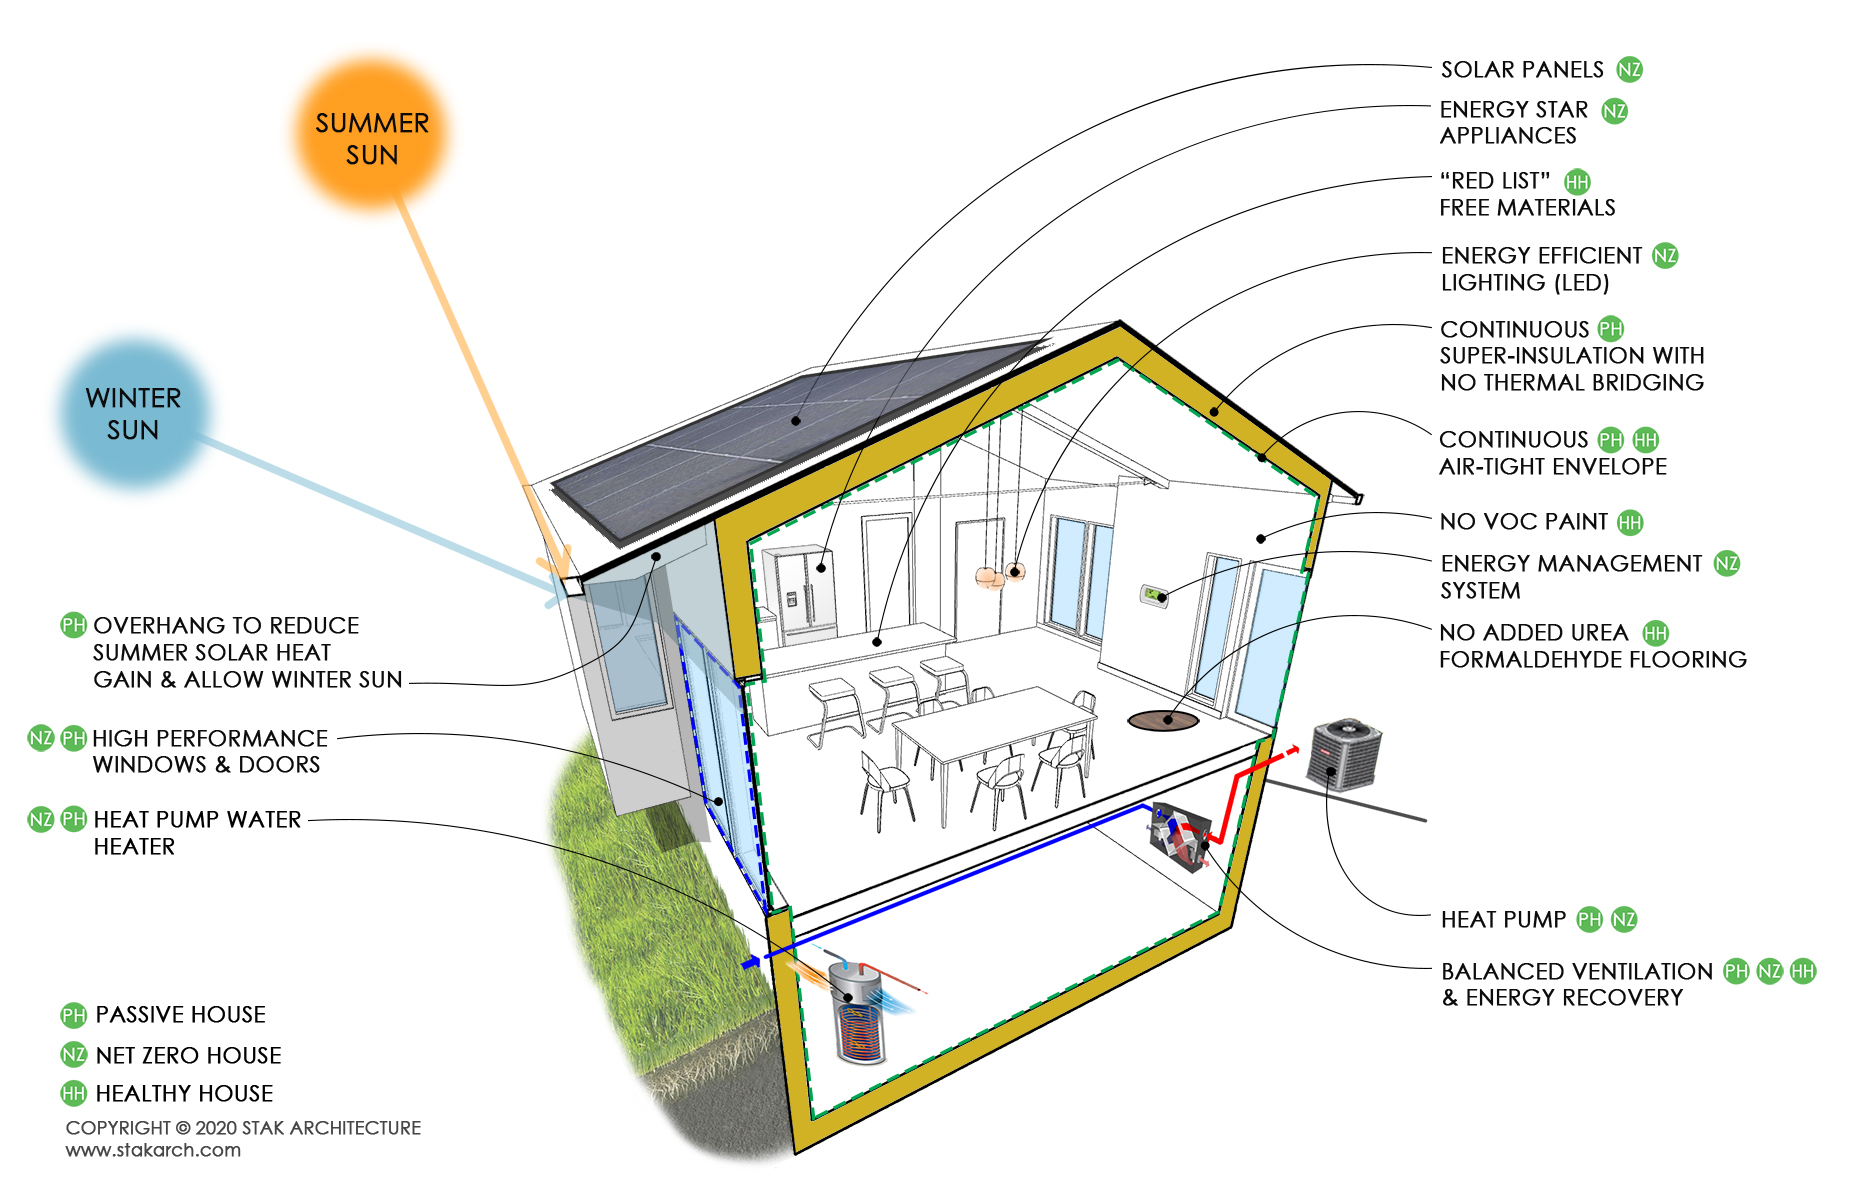 SUMMER
SUN
WINTER
SUN
SOLAR PANELS NZ
ENERGY STAR NZ
APPLIANCES
“RED LIST” HH
FREE MATERIALS
ENERGY EFFICIENT NZ
LIGHTING (LED)
CONTINUOUS PH
SUPER-INSULATION WITH
NO THERMAL BRIDGING
CONTINUOUS PH HH
AIR-TIGHT ENVELOPE
NO VOC PAINT HH
ENERGY MANAGEMENT NZ
SYSTEM
NO ADDED UREA HH
FORMALDEHYDE FLOORING
HEAT PUMP PH NZ
BALANCED VENTILATION PH NZ HH
& ENERGY RECOVERY
PH OVERHANG TO REDUCE
SUMMER SOLAR HEAT
GAIN & ALLOW WINTER SUN
NZ PH HIGH PERFORMANCE
WINDOWS & DOORS
NZ PH HEAT PUMP WATER
HEATER
PH PASSIVE HOUSE
NZ NET ZERO HOUSE
HH HEALTHY HOUSE
COPYRIGHT © 2020 STAK ARCHITECTURE
www.stakarch.com